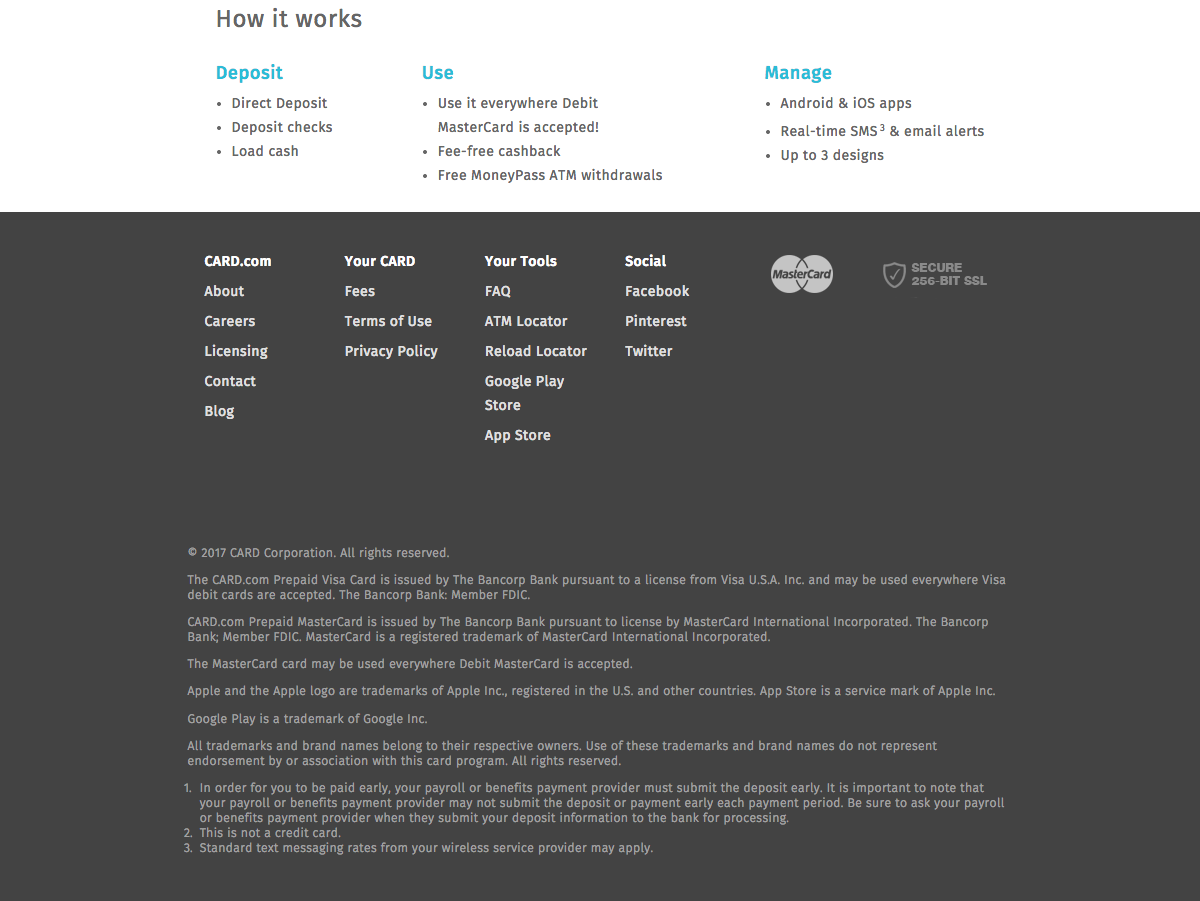 How it works
Deposit
• Direct Deposit
• Deposit checks
• Load cash
Use
• Use it everywhere Debit
MasterCard is accepted!
• Fee-free cashback
• Free MoneyPass ATM withdrawals
Manage
• Android & iOS apps
• Real-time SMS³ & email alerts
• Up to 3 designs
CARD.com
About
Careers
Licensing
Contact
Blog
Your CARD
Fees
Terms of Use
Privacy Policy
Your Tools
FAQ
ATM Locator
Reload Locator
Google Play
Store
App Store
Social
Facebook
Pinterest
Twitter
MasterCard
SECURE
256-BIT SSL
© 2017 CARD Corporation. All rights reserved.
The CARD.com Prepaid Visa Card is issued by The Bancorp Bank pursuant to a license from Visa U.S.A. Inc. and may be used everywhere Visa
debit cards are accepted. The Bancorp Bank: Member FDIC.
CARD.com Prepaid MasterCard is issued by The Bancorp Bank pursuant to license by MasterCard International Incorporated. The Bancorp
Bank; Member FDIC. MasterCard is a registered trademark of MasterCard International Incorporated.
The MasterCard card may be used everywhere Debit MasterCard is accepted.
Apple and the Apple logo are trademarks of Apple Inc., registered in the U.S. and other countries. App Store is a service mark of Apple Inc.
Google Play is a trademark of Google Inc.
All trademarks and brand names belong to their respective owners. Use of these trademarks and brand names do not represent
endorsement by or association with this card program. All rights reserved.
1. In order for you to be paid early, your payroll or benefits payment provider must submit the deposit early. It is important to note that
your payroll or benefits payment provider may not submit the deposit or payment early each payment period. Be sure to ask your payroll
or benefits payment provider when they submit your deposit information to the bank for processing.
2. This is not a credit card.
3. Standard text messaging rates from your wireless service provider may apply.